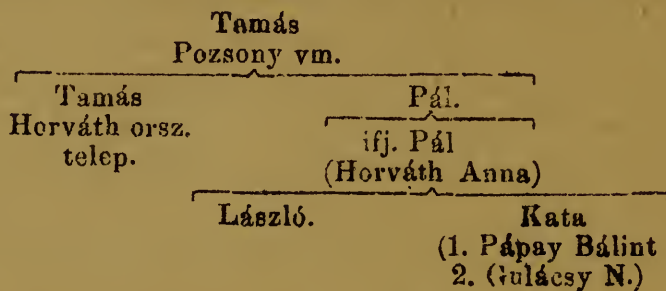 Tamás
Pozsony vm.
Tamás
Horváth orsz.
telep.
Pál.
ifj. Pál
(Horváth Anna)
László.
Kata
(1. Pápay Bálint
2. Gulácsy N.)